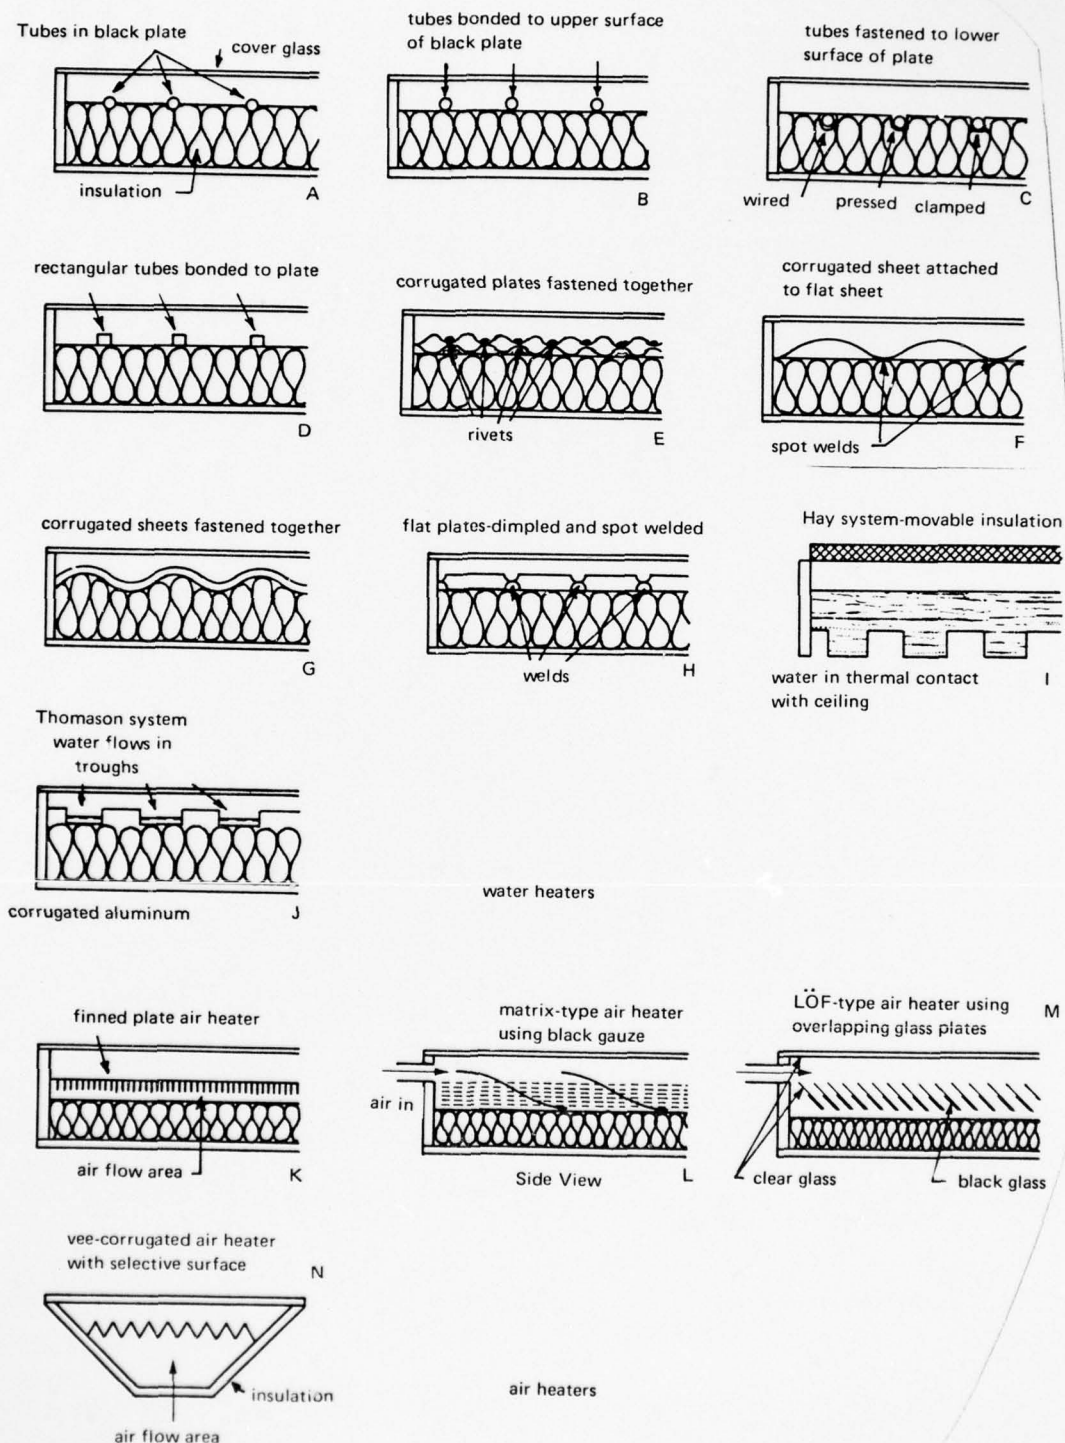 Tubes in black plate
cover glass
insulation
A
tubes bonded to upper surface
of black plate
B
tubes fastened to lower
surface of plate
wired
pressed
clamped
C
rectangular tubes bonded to plate
D
corrugated plates fastened together
rivets
E
corrugated sheet attached
to flat sheet
spot welds
F
corrugated sheets fastened together
G
flat plates-dimpled and spot welded
welds
H
Hay system-movable insulation
water in thermal contact
with ceiling
I
Thomason system
water flows in
troughs
corrugated aluminum
J
water heaters
finned plate air heater
air flow area
K
matrix-type air heater
using black gauze
air in
Side View
L
LÖF-type air heater using
overlapping glass plates
M
clear glass
black glass
vee-corrugated air heater
with selective surface
N
insulation
air flow area
air heaters